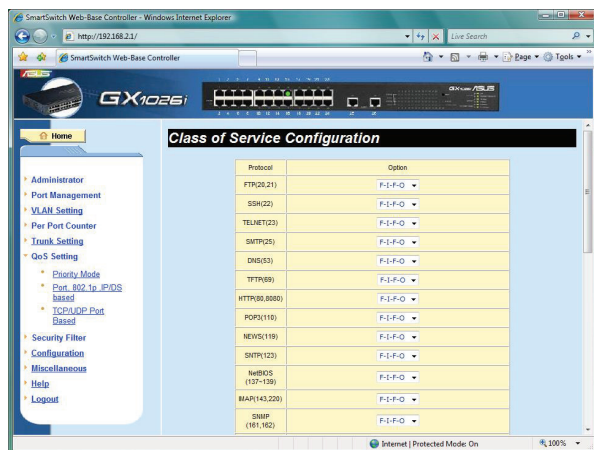 SmartSwitch Web-Base Controller - Windows Internet Explorer
http://192.168.2.1/
Live Search
SmartSwitch Web-Base Controller
Page
Tools
ASUS
GX1026i
ASUS
Home
Class of Service Configuration
Administrator
Port Management
VLAN Setting
Per Port Counter
Trunk Setting
QoS Setting
Priority Mode
Port. 802.1p .IP/DS
based
TCP/UDP Port
Based
Security Filter
Configuration
Miscellaneous
Help
Logout
Protocol Option
FTP(20,21) F-I-F-O
SSH(22) F-I-F-O
TELNET(23) F-I-F-O
SMTP(25) F-I-F-O
DNS(53) F-I-F-O
TFTP(69) F-I-F-O
HTTP(80,8080) F-I-F-O
POP3(110) F-I-F-O
NEWS(119) F-I-F-O
SNTP(123) F-I-F-O
NetBIOS
(137~139) F-I-F-O
IMAP(143,220) F-I-F-O
SNMP
(161,162) F-I-F-O
Internet | Protected Mode: On
100%